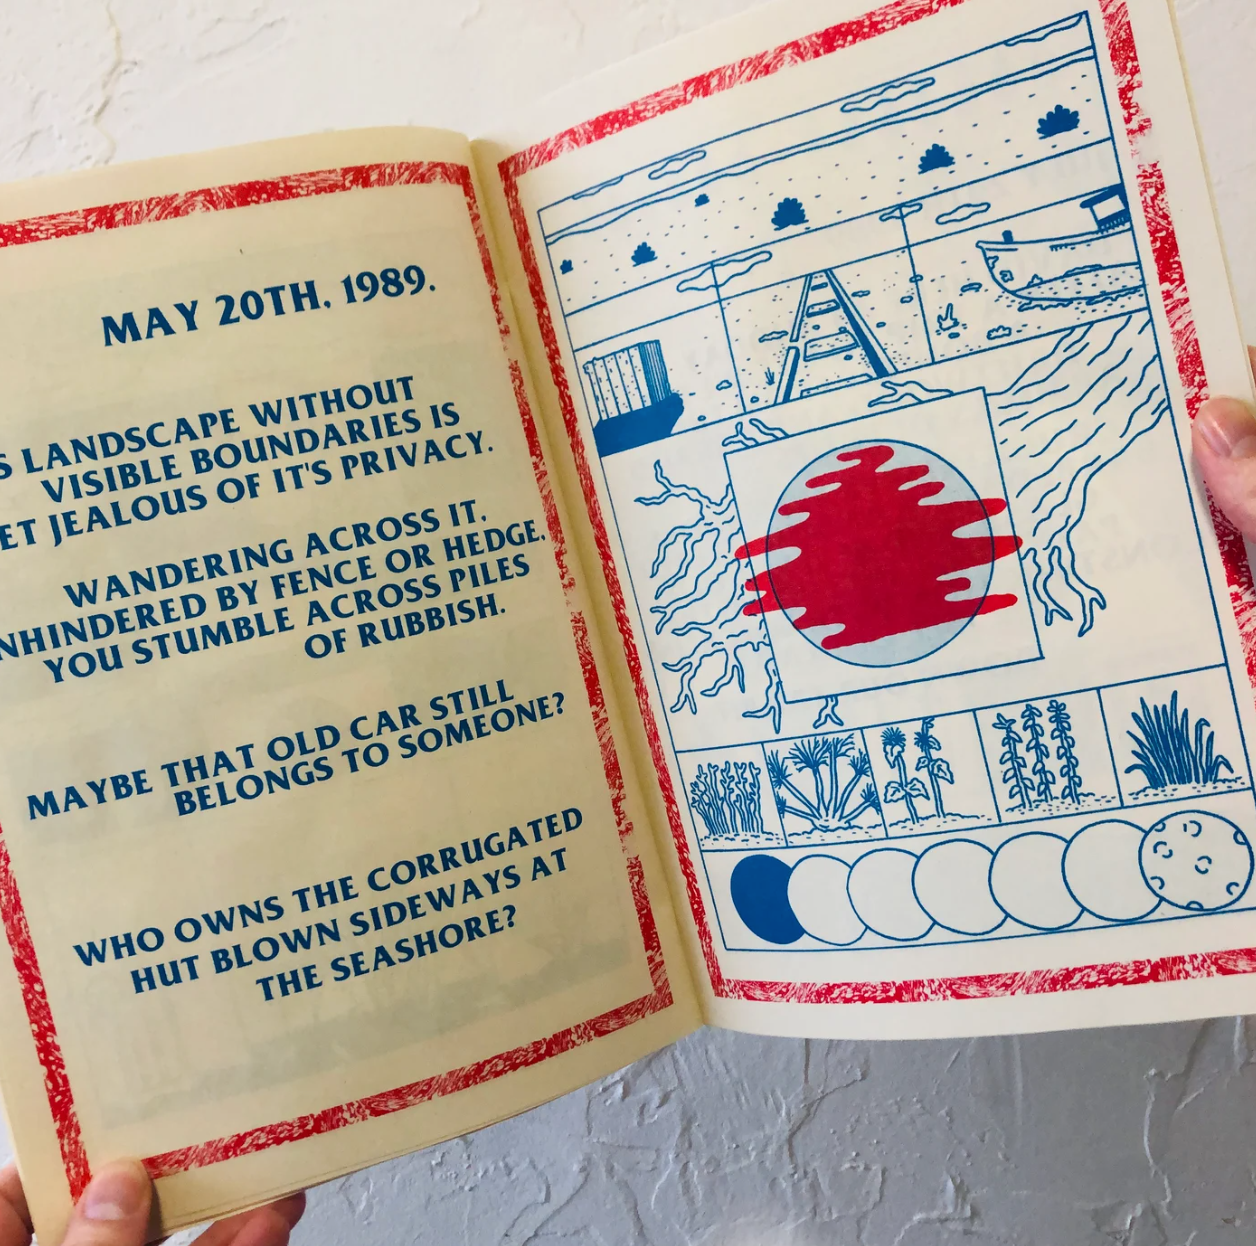 MAY 20TH, 1989.
LANDSCAPE WITHOUT
VISIBLE BOUNDARIES IS
JEALOUS OF IT'S PRIVACY.
WANDERING ACROSS IT,
BY FENCE OR HEDGE,
YOU STUMBLE ACROSS PILES
OF RUBBISH.
MAYBE THAT OLD CAR STILL
BELONGS TO SOMEONE?
WHO OWNS THE CORRUGATED
HUT BLOWN SIDEWAYS AT
THE SEASHORE?